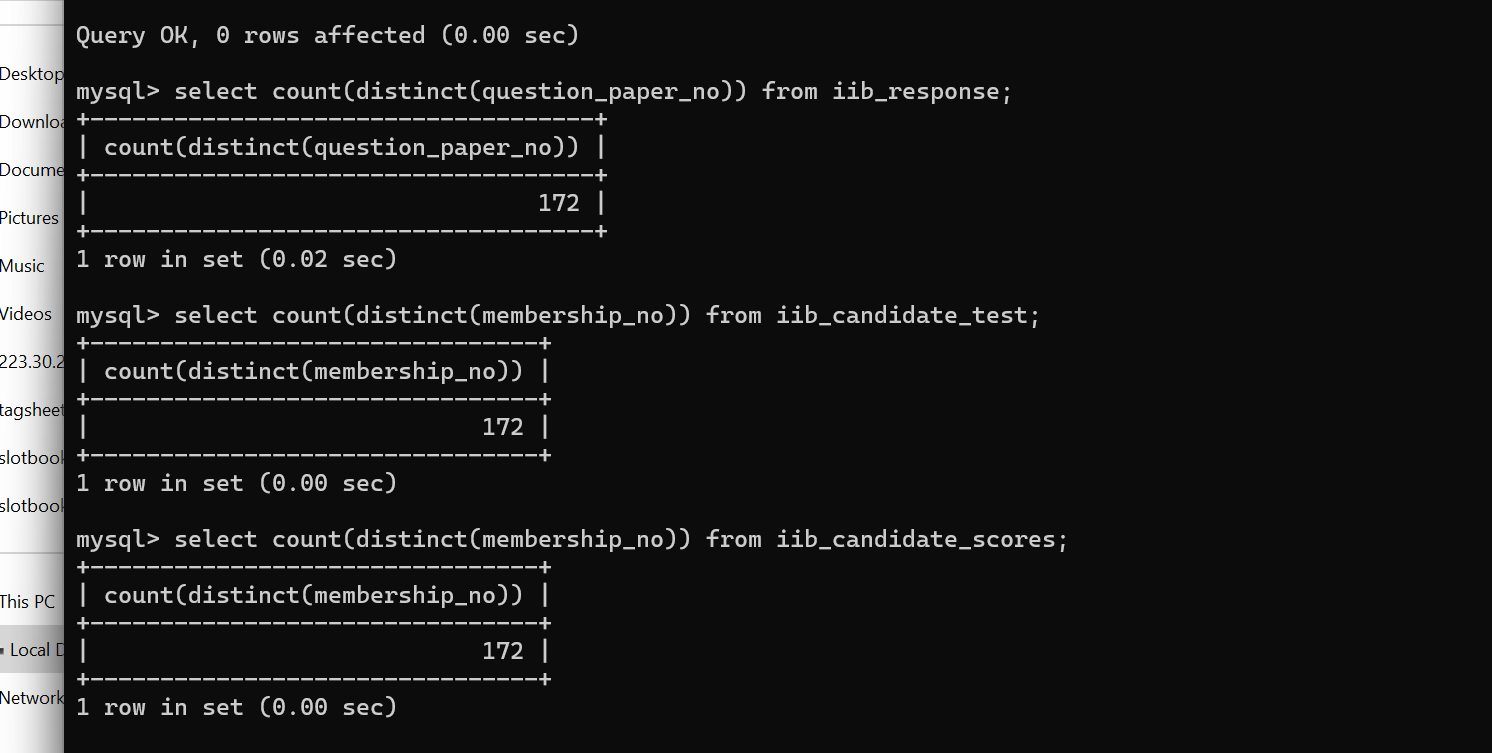 Desktop
Downloa
Docume
Pictures
Music
Videos
223.30.2
tagsheet
slotbook
slotbook
This PC
Local D
Network
Query OK, 0 rows affected (0.00 sec)
mysql> select count(distinct(question_paper_no)) from iib_response;
+------------------------------------+
| count(distinct(question_paper_no)) |
+------------------------------------+
|                                172 |
+------------------------------------+
1 row in set (0.02 sec)
mysql> select count(distinct(membership_no)) from iib_candidate_test;
+--------------------------------+
| count(distinct(membership_no)) |
+--------------------------------+
|                            172 |
+--------------------------------+
1 row in set (0.00 sec)
mysql> select count(distinct(membership_no)) from iib_candidate_scores;
+--------------------------------+
| count(distinct(membership_no)) |
+--------------------------------+
|                            172 |
+--------------------------------+
1 row in set (0.00 sec)